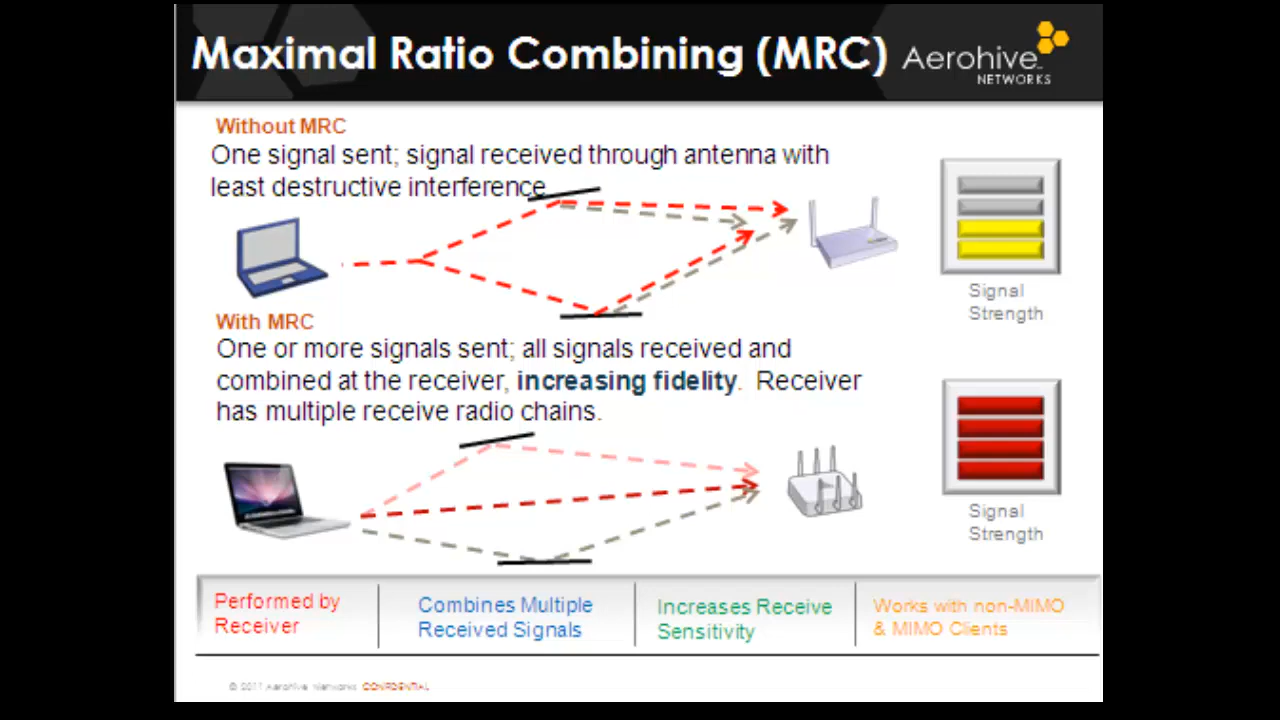 Maximal Ratio Combining (MRC)
Aerohive
NETWORKS
Without MRC
One signal sent; signal received through antenna with
least destructive interference
Signal
Strength
With MRC
One or more signals sent; all signals received and
combined at the receiver, increasing fidelity. Receiver
has multiple receive radio chains.
Signal
Strength
Performed by
Receiver
Combines Multiple
Received Signals
Increases Receive
Sensitivity
Works with non-MIMO
& MIMO Clients
© 2011 Aerohive Networks CONFIDENTIAL